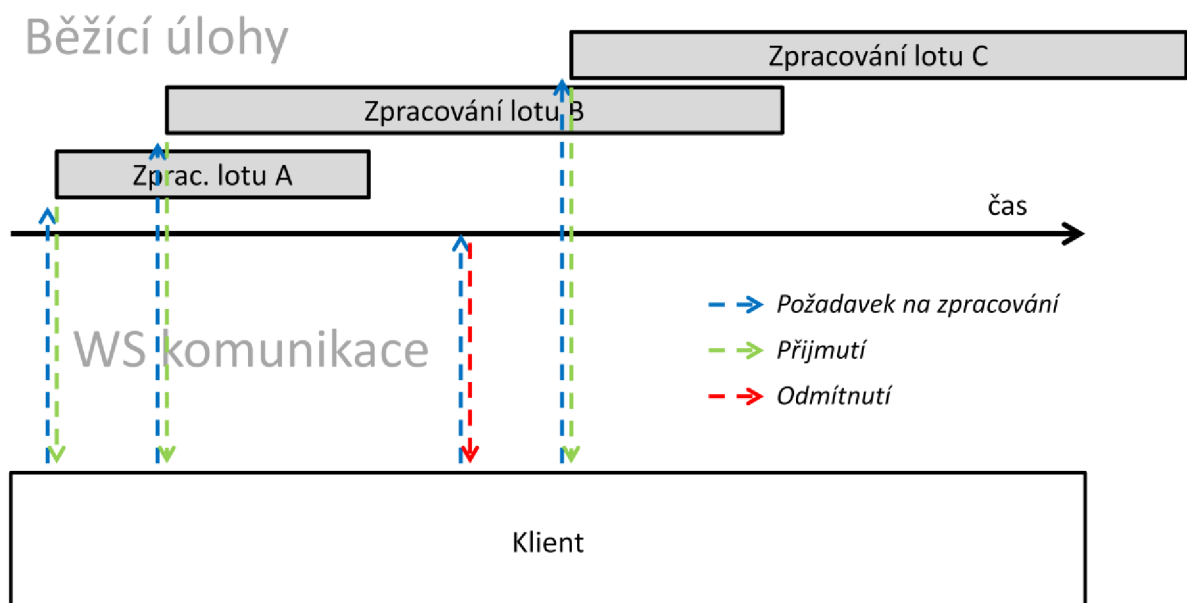 Běžící úlohy
Zpracování lotu C
Zpracování lotu B
Zprac. lotu A
čas
Požadavek na zpracování
WS komunikace
Přijmutí
Odmítnutí
Klient